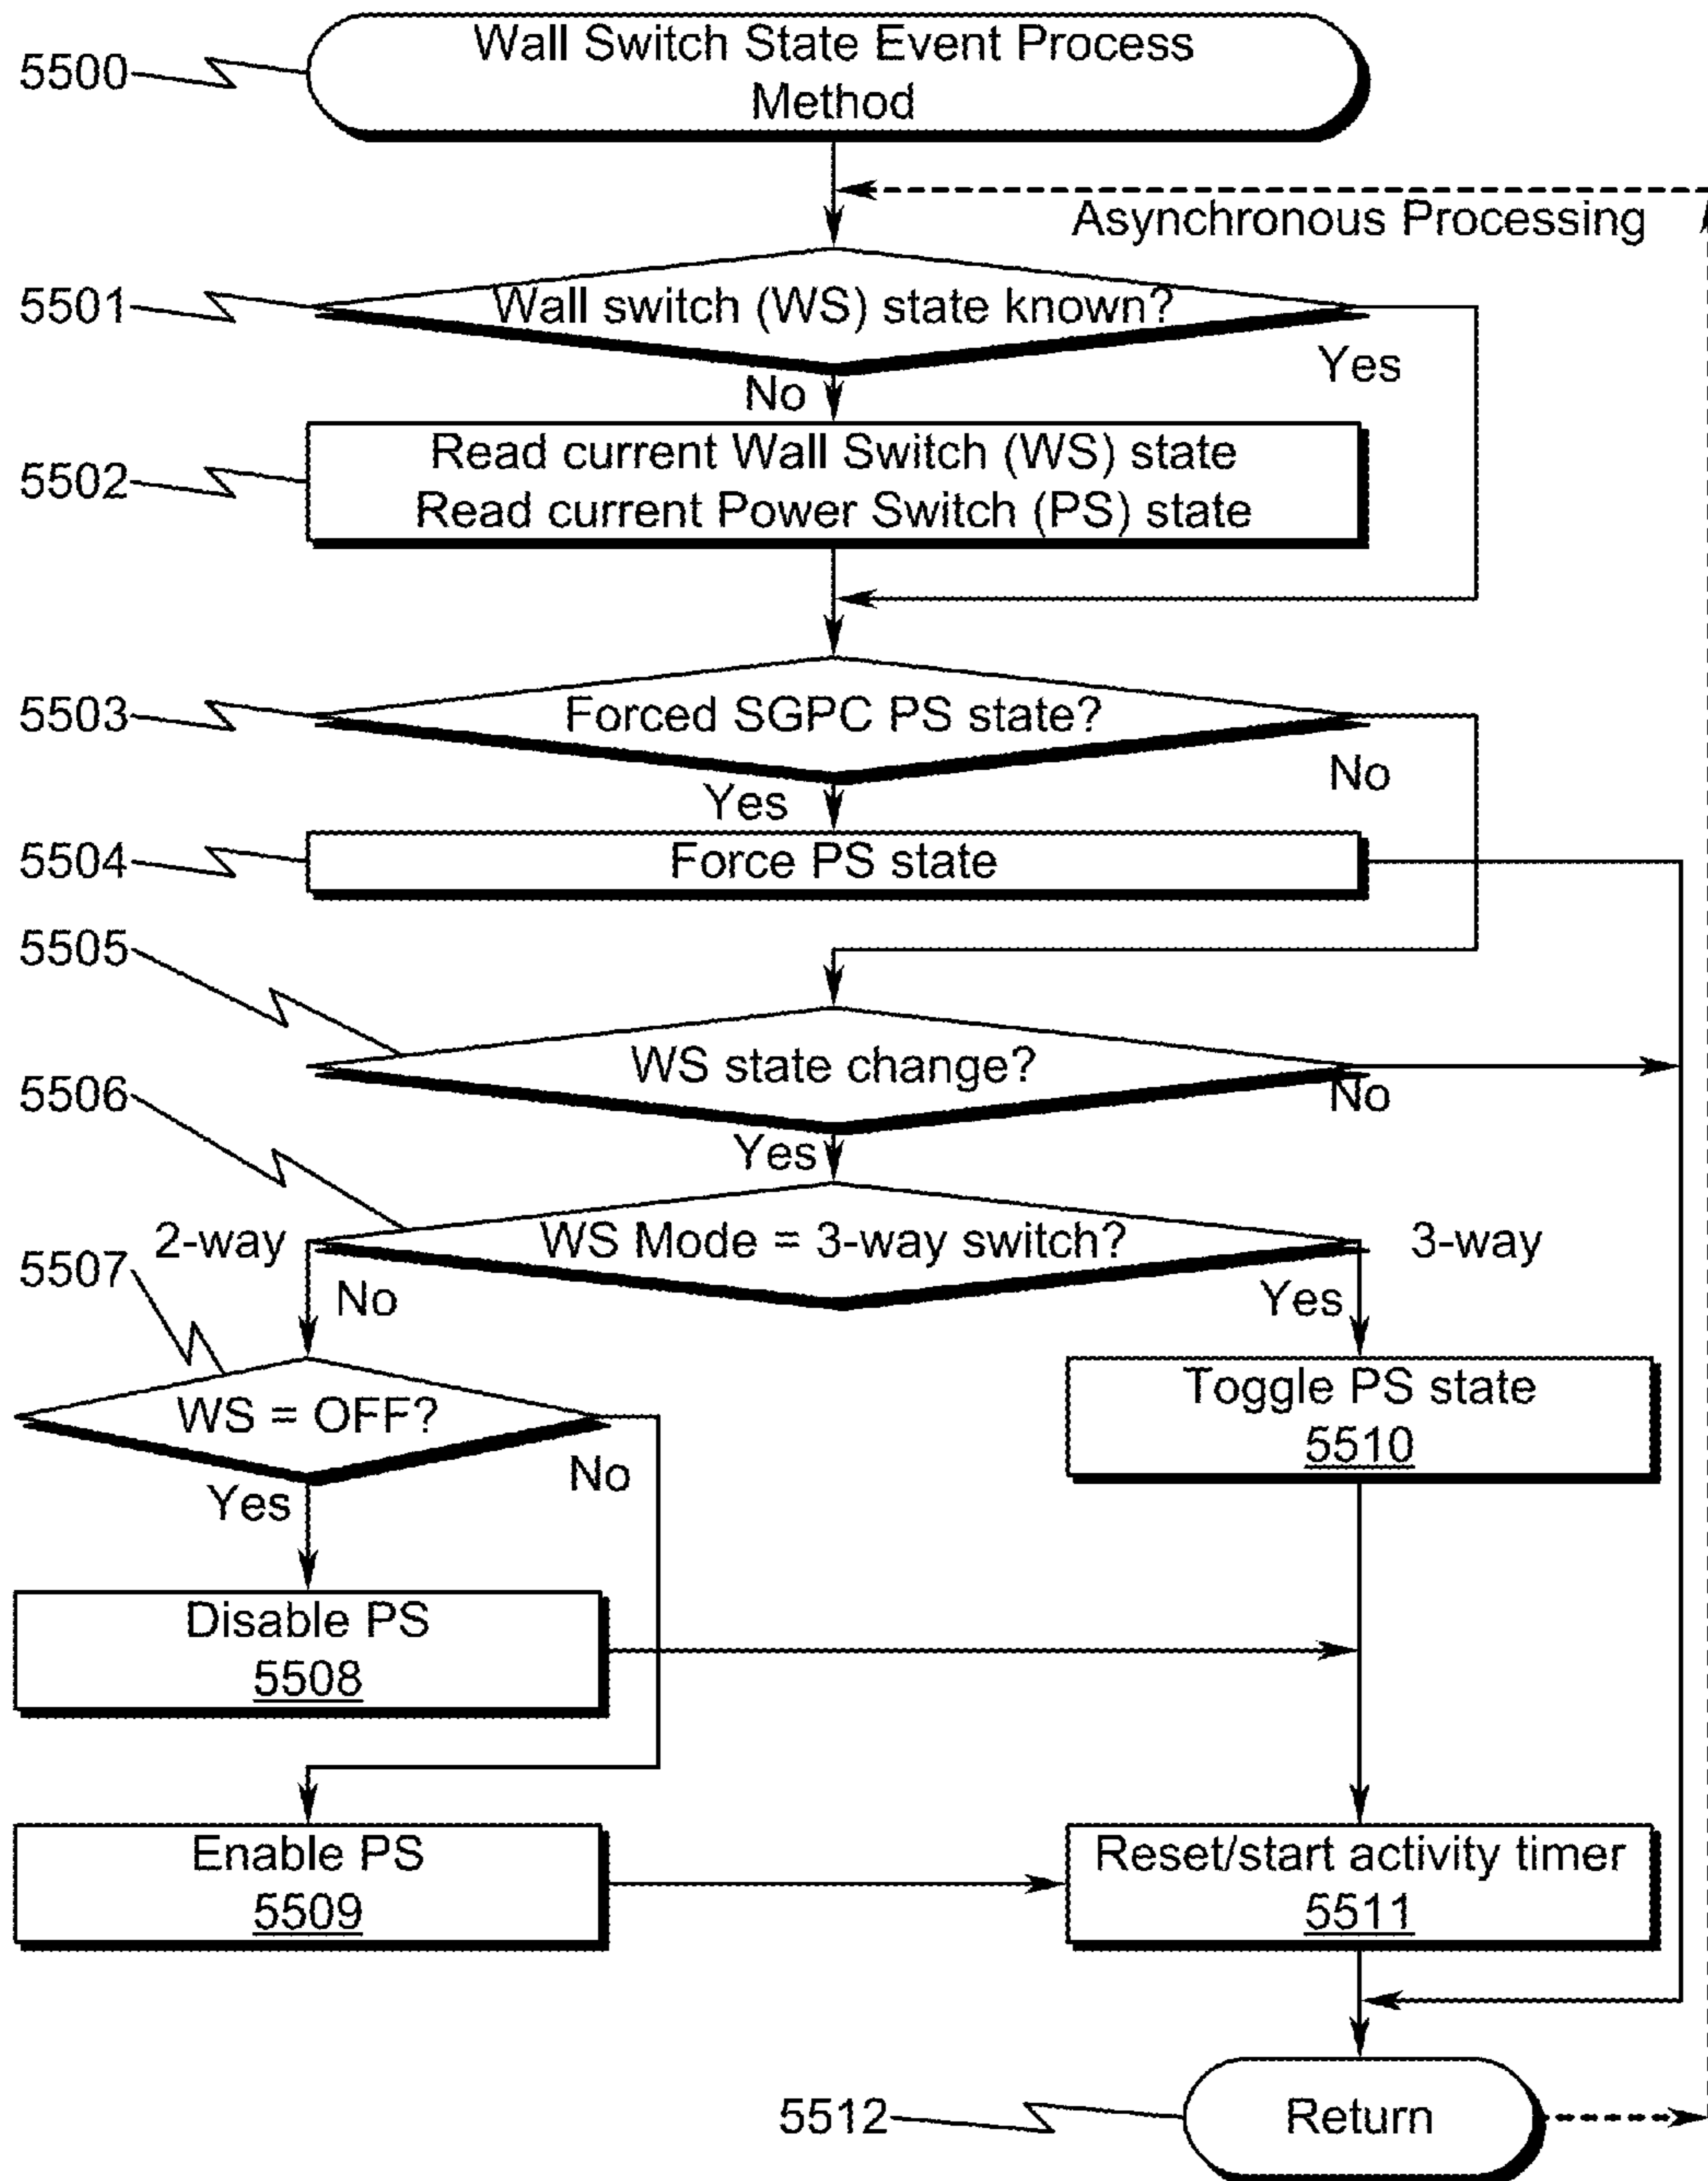 5500
Wall Switch State Event Process
Method
Asynchronous Processing
5501
Wall switch (WS) state known?
Yes
No
5502
Read current Wall Switch (WS) state
Read current Power Switch (PS) state
5503
Forced SGPC PS state?
No
Yes
5504
Force PS state
5505
WS state change?
No
5506
Yes
2-way
WS Mode = 3-way switch?
3-way
5507
No
Yes
WS = OFF?
No
Yes
Toggle PS state
5510
Disable PS
5508
Enable PS
5509
Reset/start activity timer
5511
5512
Return